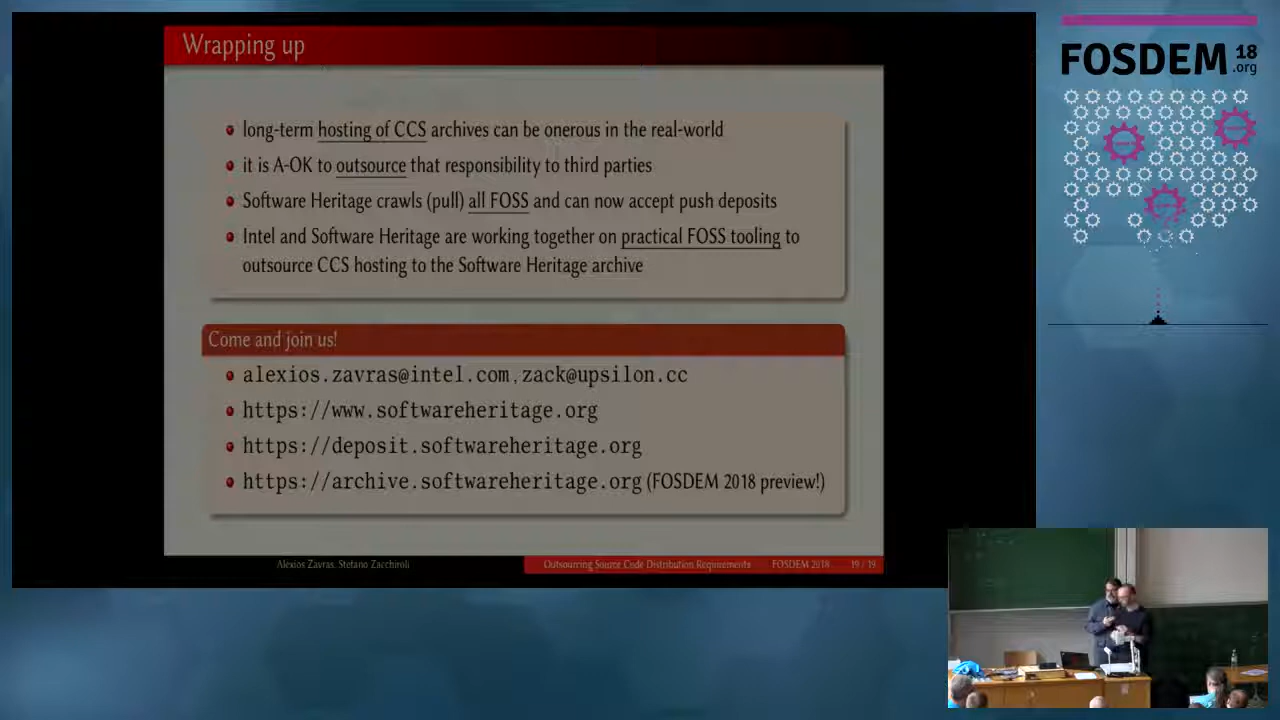 Wrapping up
long-term hosting of CCS archives can be onerous in the real-world
it is A-OK to outsource that responsibility to third parties
Software Heritage crawls (pull) all FOSS and can now accept push deposits
Intel and Software Heritage are working together on practical FOSS tooling to
outsource CCS hosting to the Software Heritage archive
Come and join us!
alexios.zavras@intel.com,zack@upsilon.cc
https://www.softwareheritage.org
https://deposit.softwareheritage.org
https://archive.softwareheritage.org (FOSDEM 2018 preview!)
Alexios Zavras, Stefano Zacchiroli
Outsourcing Source Code Distribution Requirements FOSDEM 2018 19 / 19
FOSDEM 18
.org